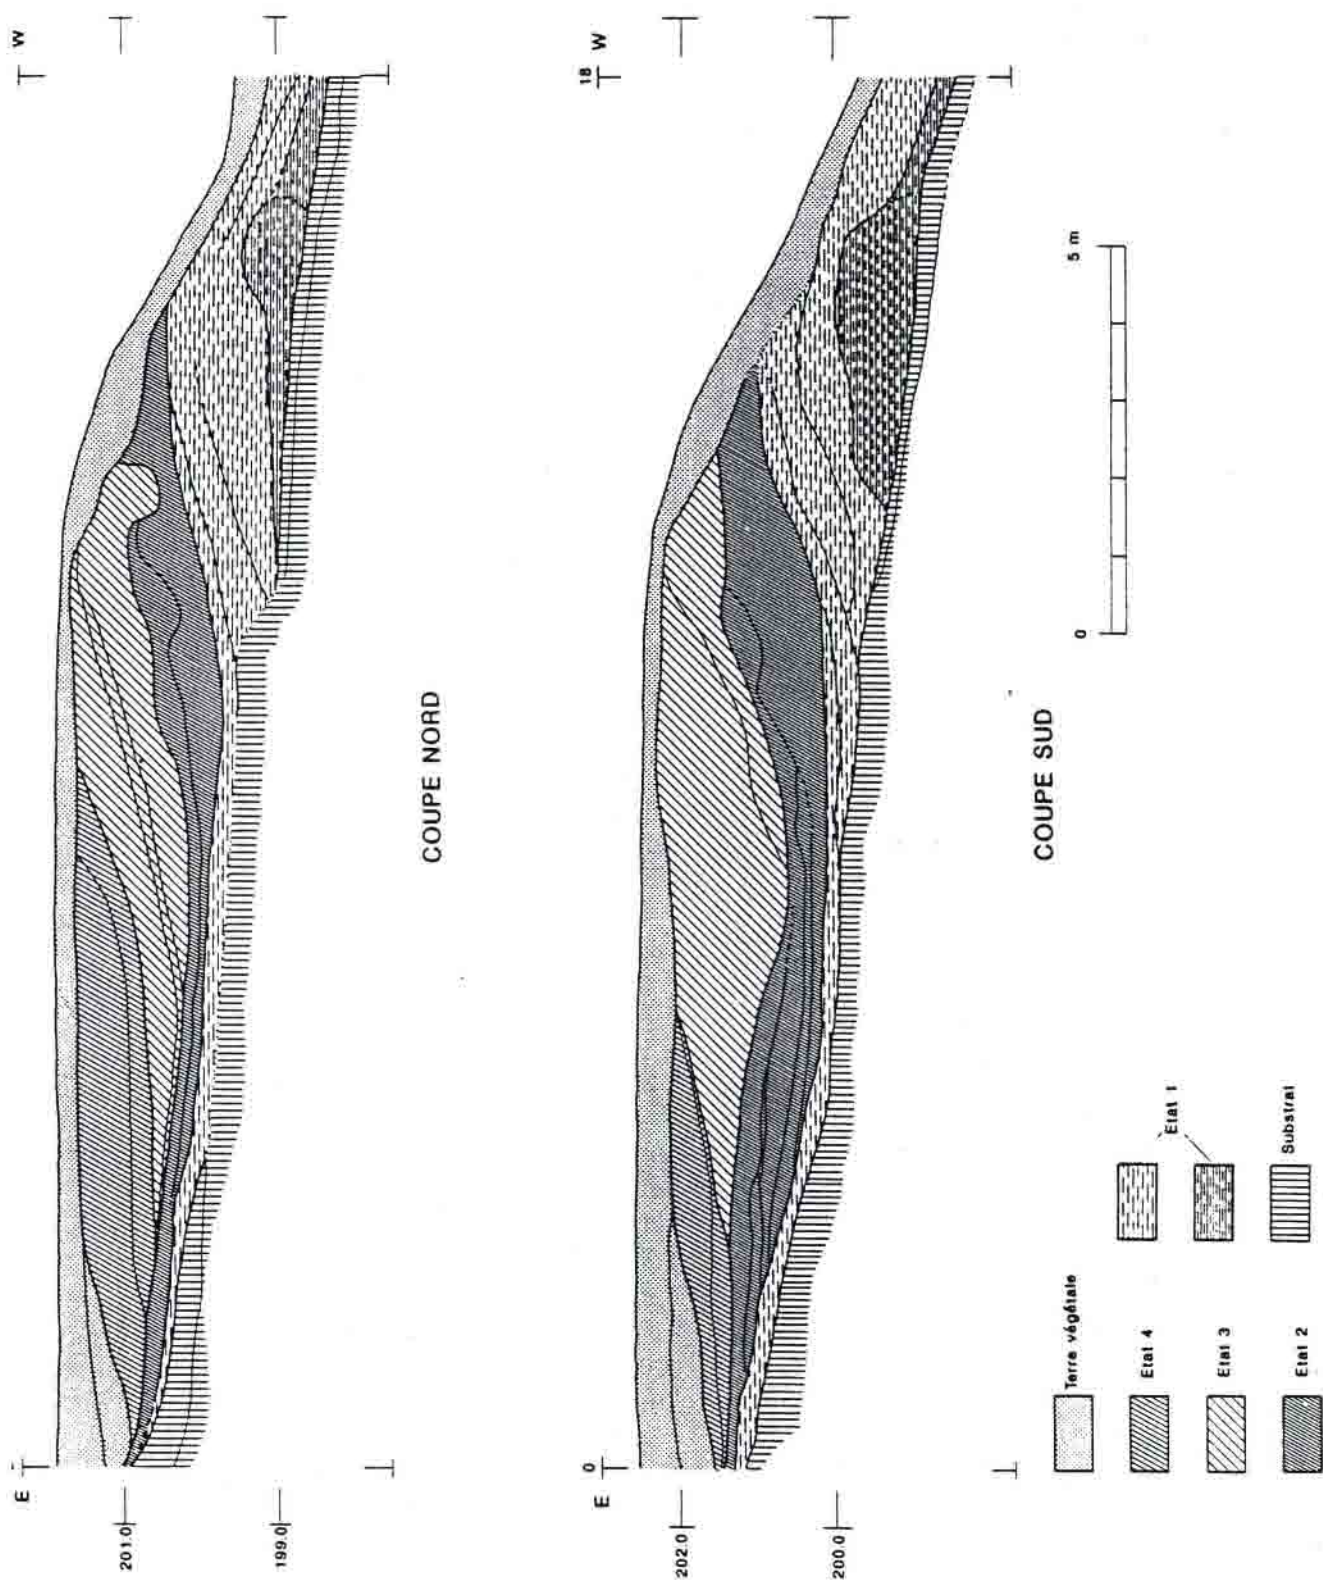 E
W
201.0
199.0
COUPE NORD
0
18
E
W
202.0
200.0
COUPE SUD
0
5 m
Terre végétale
Etat 4
Etat 3
Etat 2
Etat 1
Substrat